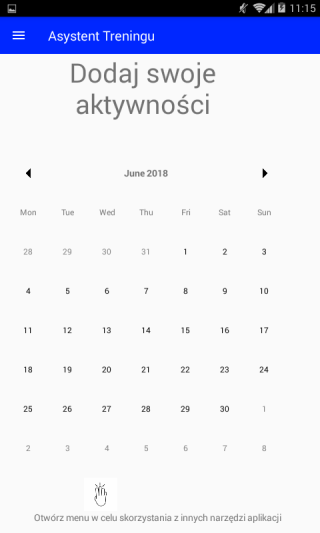 11:15
Asystent Treningu
Dodaj swoje
aktywności
June 2018
Mon Tue Wed Thu Fri Sat Sun
28 29 30 31 1 2 3
4 5 6 7 8 9 10
11 12 13 14 15 16 17
18 19 20 21 22 23 24
25 26 27 28 29 30 1
2 3 4 5 6 7 8
Otwórz menu w celu skorzystania z innych narzędzi aplikacji